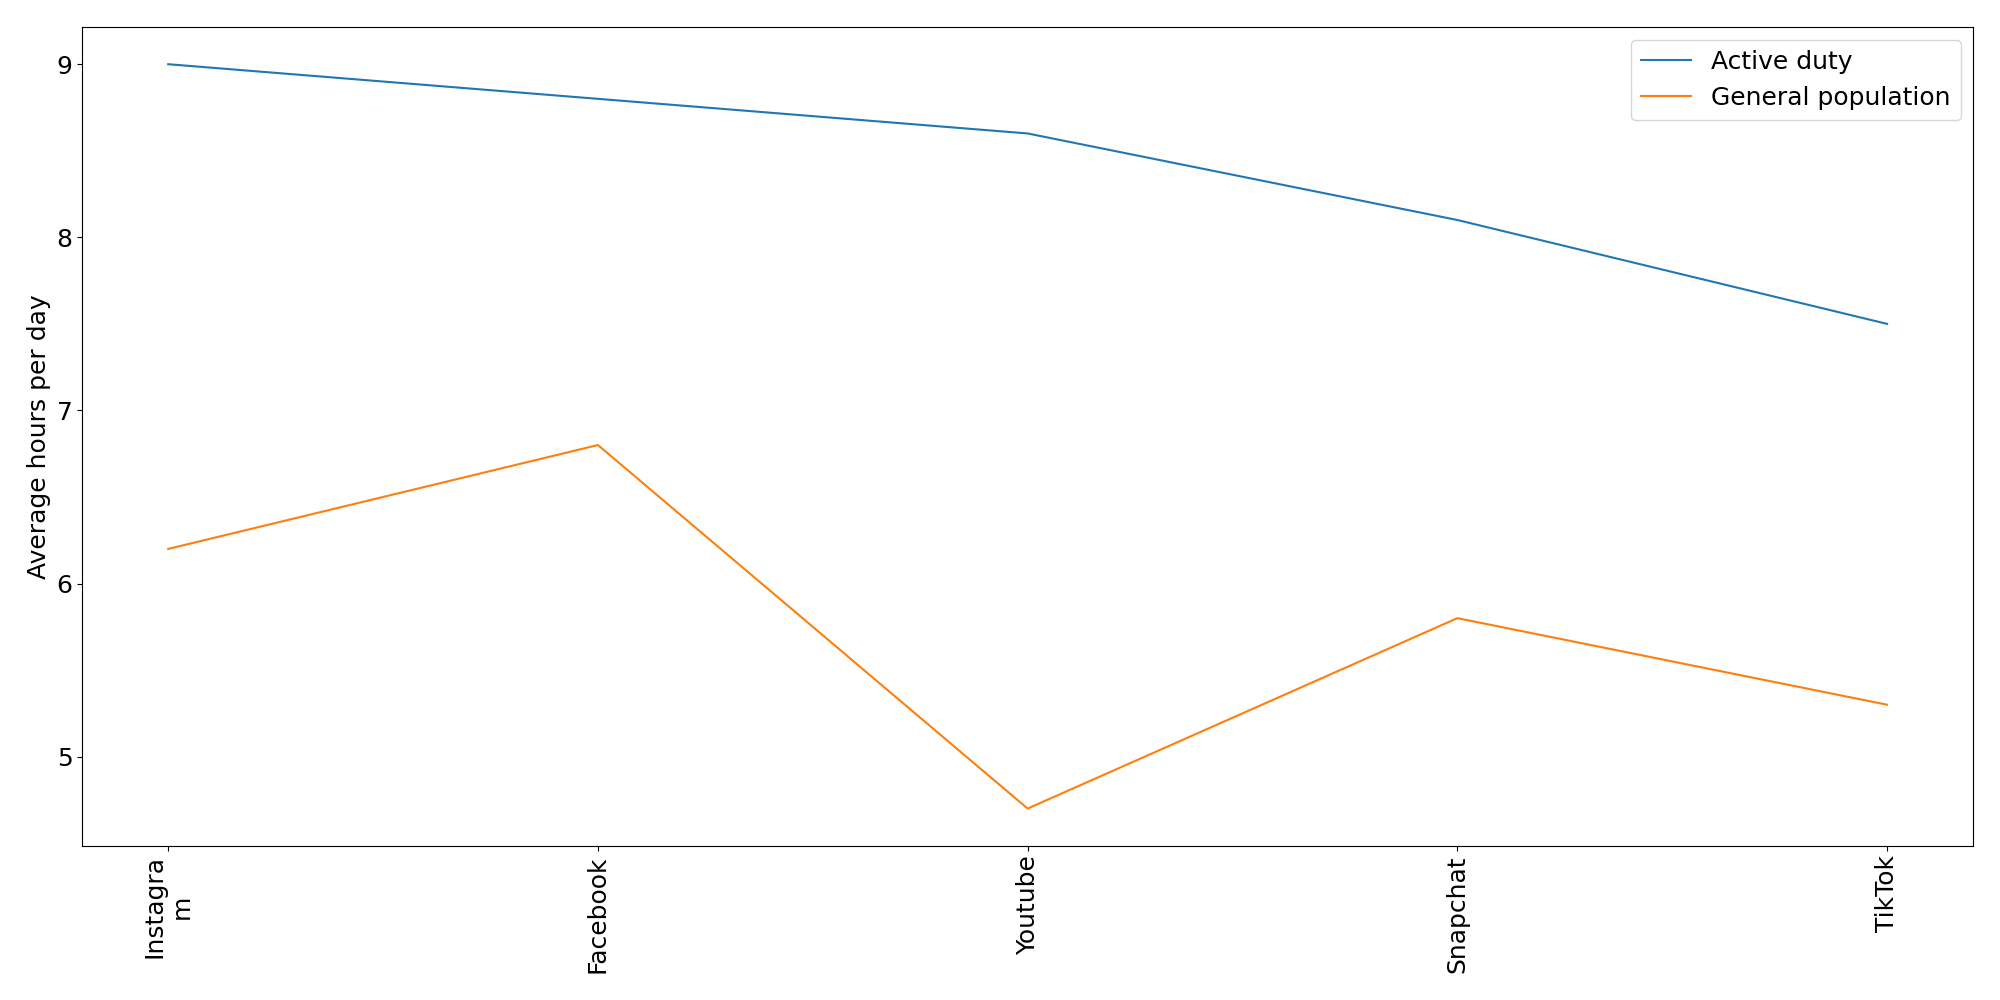 Active duty
General population
Average hours per day
9
8
7
6
5
Instagra
m
Facebook
Youtube
Snapchat
TikTok